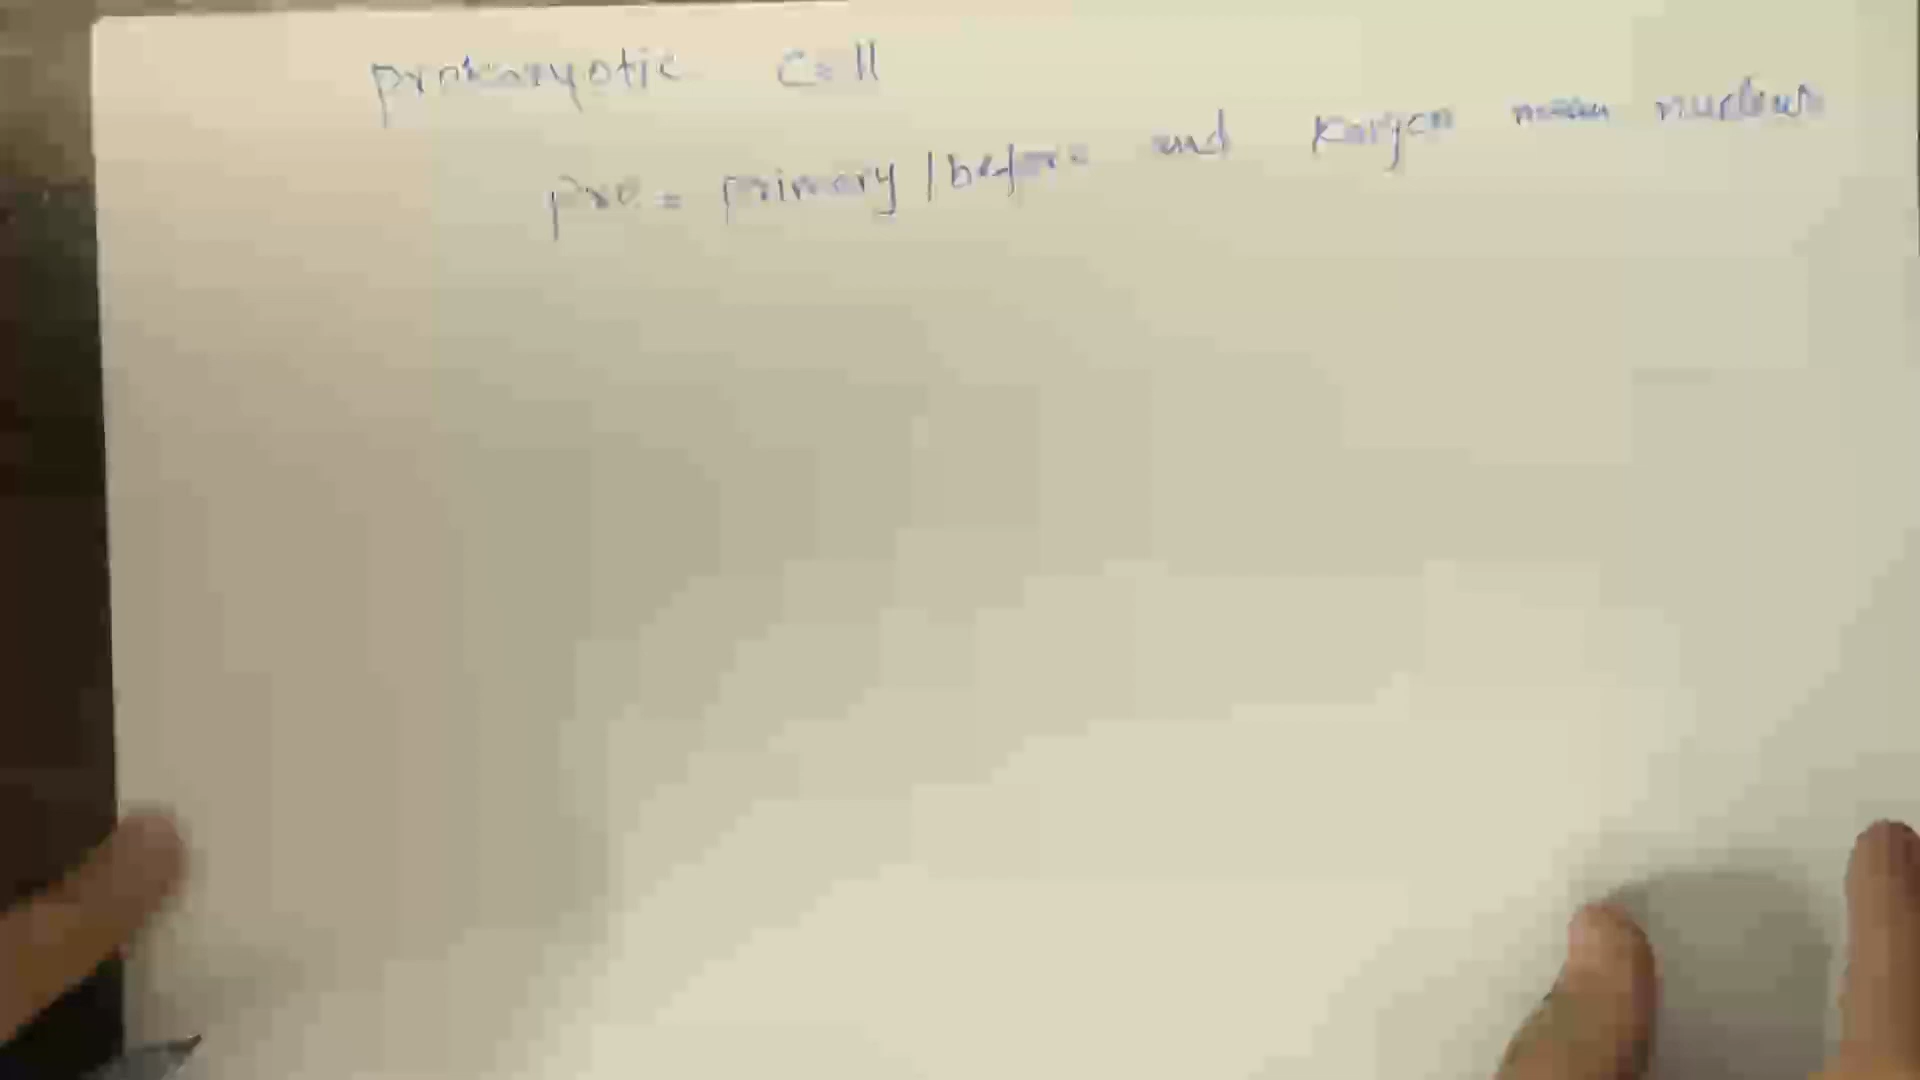 prokaryotic cell
pro = primary / before and karyon mean nucleus